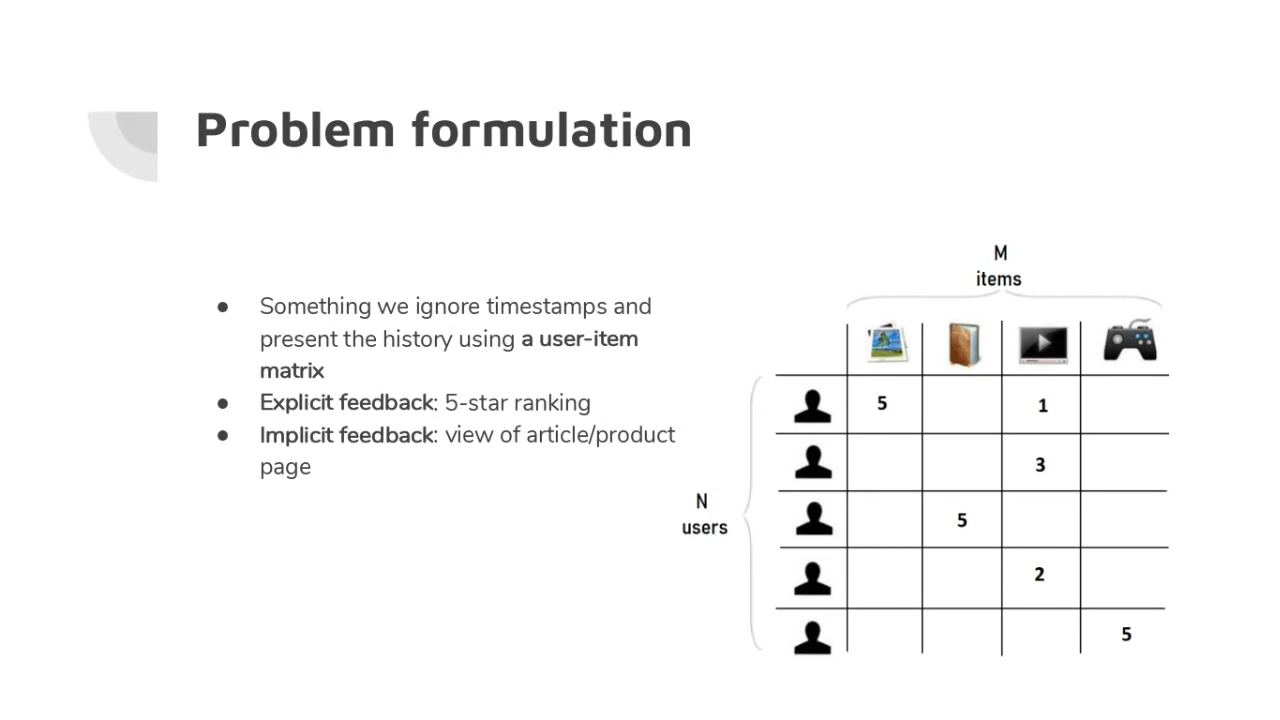 Problem formulation
● Something we ignore timestamps and
present the history using a user-item
matrix
● Explicit feedback: 5-star ranking
● Implicit feedback: view of article/product
page
M
items
N
users
5 1
3
5
2
5